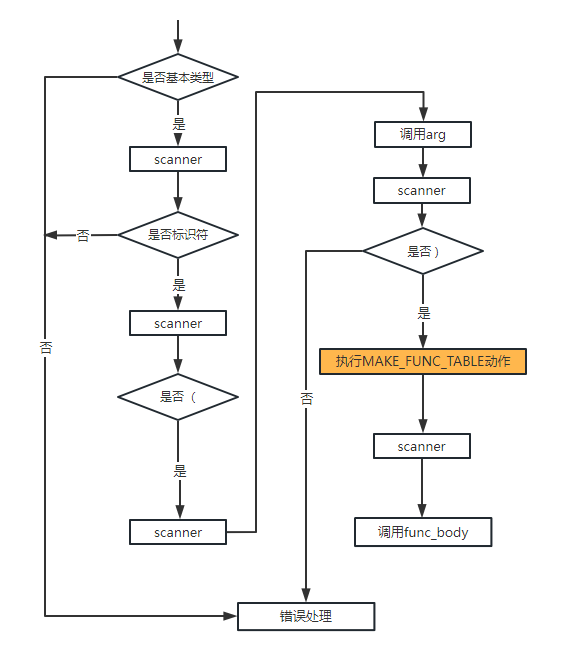 是否基本类型
是
scanner
是否标识符
否
是
scanner
否
是否（
是
scanner
调用arg
scanner
是否）
是
执行MAKE_FUNC_TABLE动作
否
scanner
调用func_body
错误处理